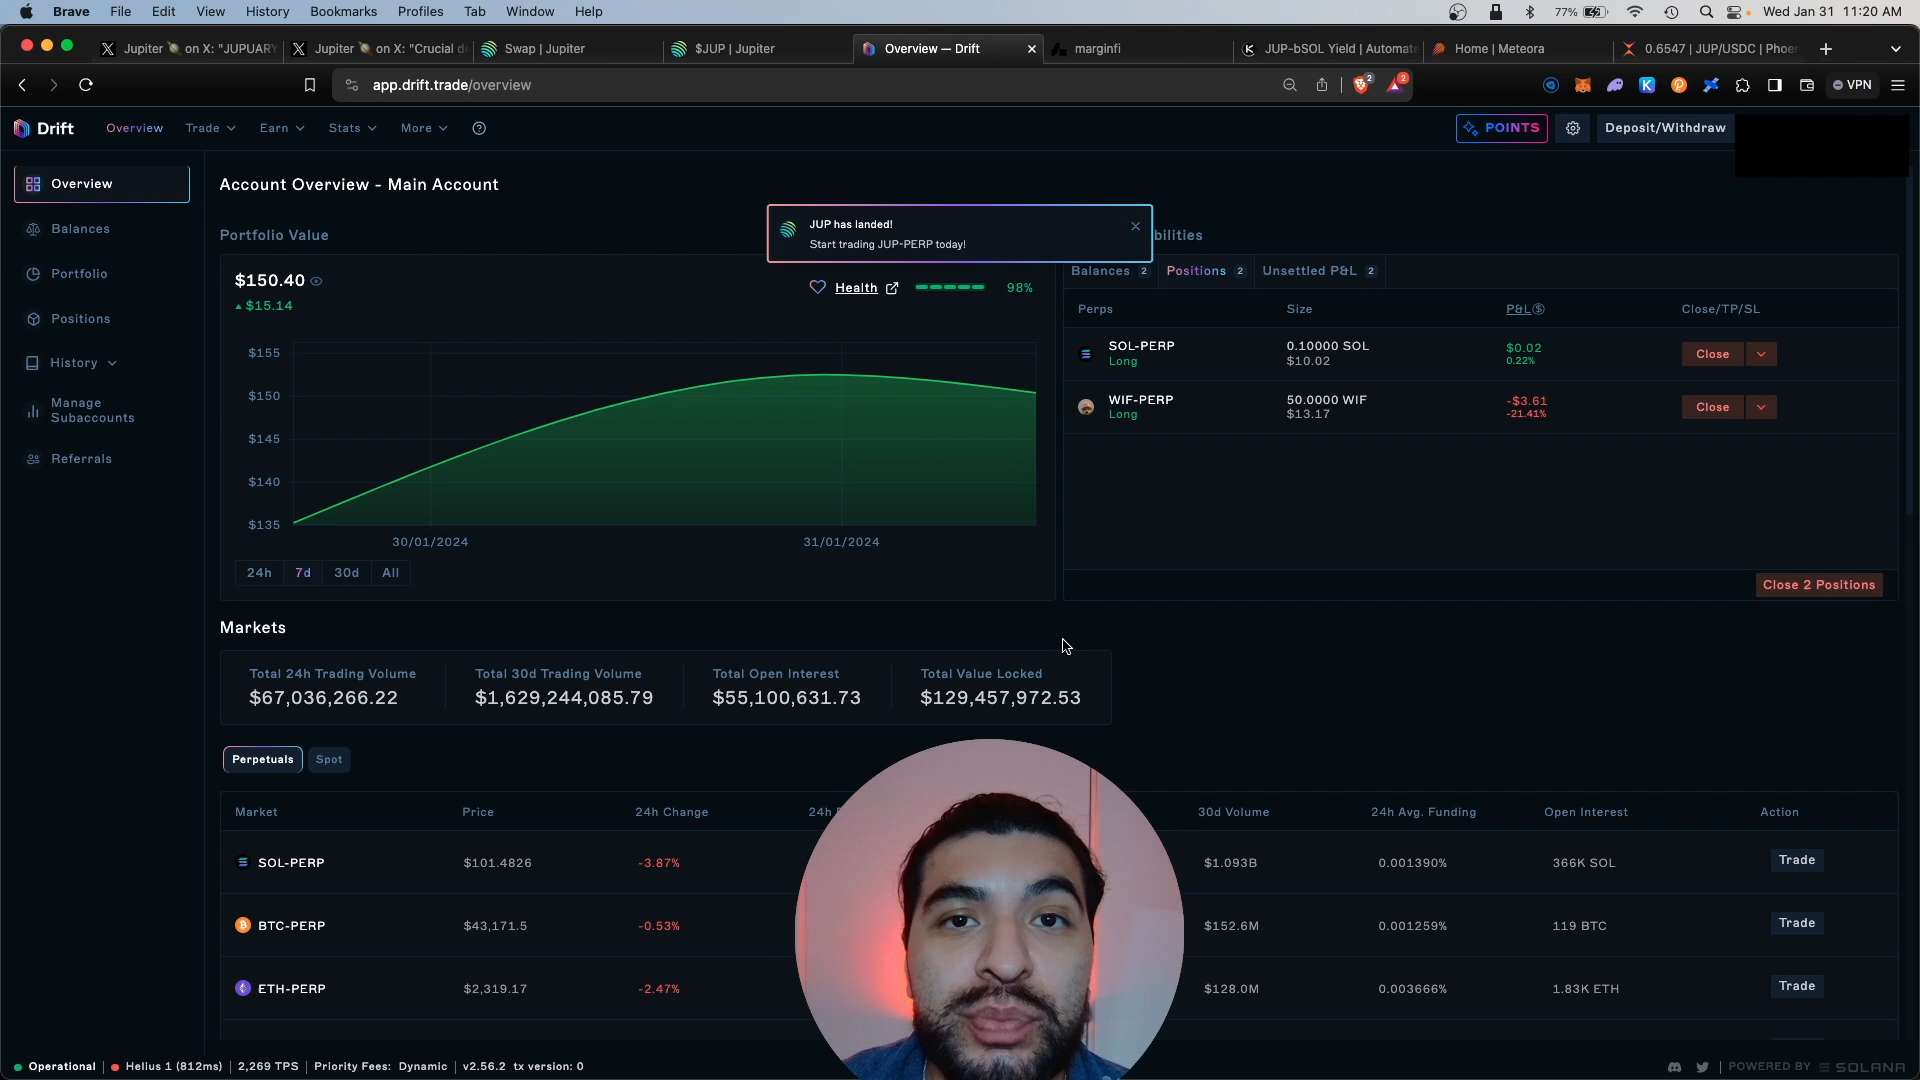 Brave File Edit View History Bookmarks Profiles Tab Window Help
77% Wed Jan 31 11:20 AM
Jupiter on X: "JUPUARY
Jupiter on X: "Crucial d
Swap | Jupiter
$JUP | Jupiter
Overview — Drift
marginfi
JUP-bSOL Yield | Automate
Home | Meteora
0.6547 | JUP/USDC | Phoe
app.drift.trade/overview
2
2
VPN
Drift
Overview Trade Earn Stats More
POINTS
Deposit/Withdraw
Overview
Balances
Portfolio
Positions
History
Manage
Subaccounts
Referrals
Account Overview - Main Account
JUP has landed!
Start trading JUP-PERP today!
Portfolio Value
$150.40
$15.14
Health
98%
$155
$150
$145
$140
$135
30/01/2024
31/01/2024
24h 7d 30d All
bilities
Balances 2 Positions 2 Unsettled P&L 2
Perps Size P&L Close/TP/SL
SOL-PERP
Long
0.10000 SOL
$10.02
$0.02
0.22%
Close
WIF-PERP
Long
50.0000 WIF
$13.17
-$3.61
-21.41%
Close
Close 2 Positions
Markets
Total 24h Trading Volume
$67,036,266.22
Total 30d Trading Volume
$1,629,244,085.79
Total Open Interest
$55,100,631.73
Total Value Locked
$129,457,972.53
Perpetuals Spot
Market Price 24h Change 24h 30d Volume 24h Avg. Funding Open Interest Action
SOL-PERP $101.4826 -3.87% $1.093B 0.001390% 366K SOL Trade
BTC-PERP $43,171.5 -0.53% $152.6M 0.001259% 119 BTC Trade
ETH-PERP $2,319.17 -2.47% $128.0M 0.003666% 1.83K ETH Trade
Operational | Helius 1 (812ms) | 2,269 TPS | Priority Fees: Dynamic | v2.56.2 tx version: 0
POWERED BY SOLANA